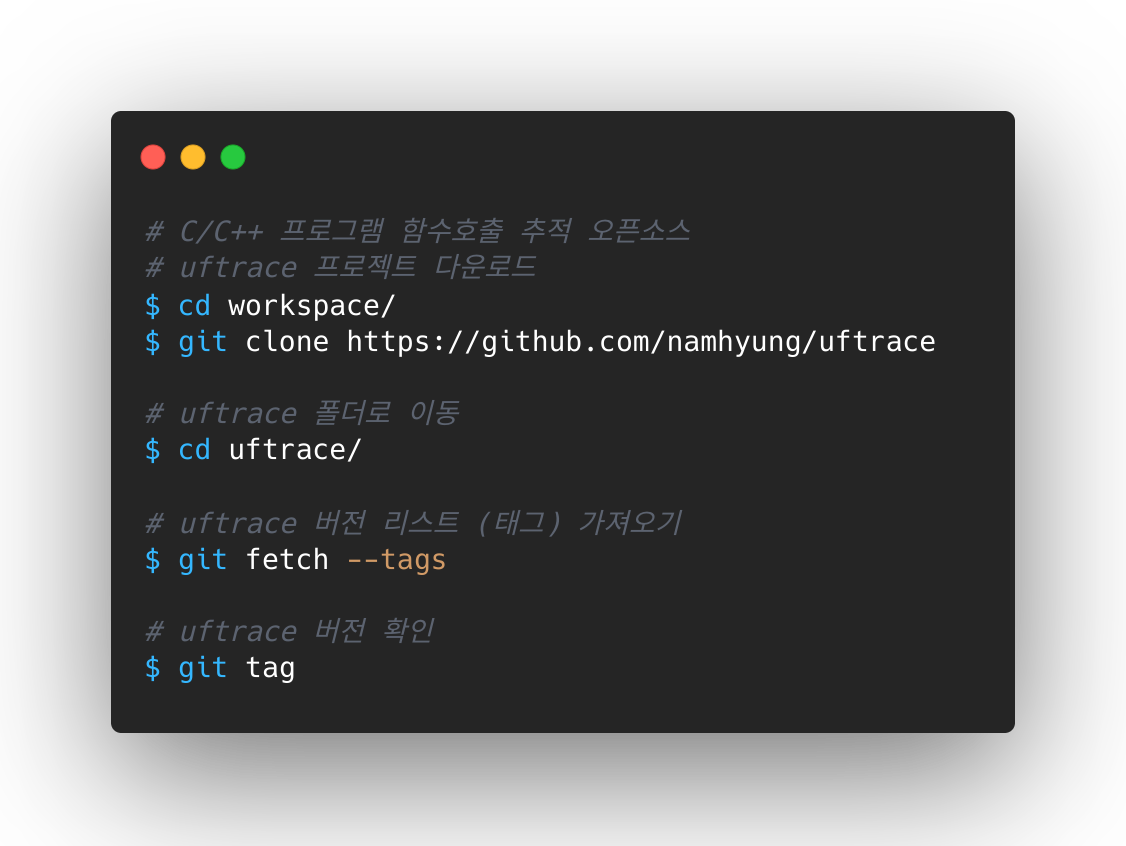 # C/C++ 프로그램 함수호출 추적 오픈소스
# uftrace 프로젝트 다운로드
$ cd workspace/
$ git clone https://github.com/namhyung/uftrace
# uftrace 폴더로 이동
$ cd uftrace/
# uftrace 버전 리스트 (태그) 가져오기
$ git fetch --tags
# uftrace 버전 확인
$ git tag